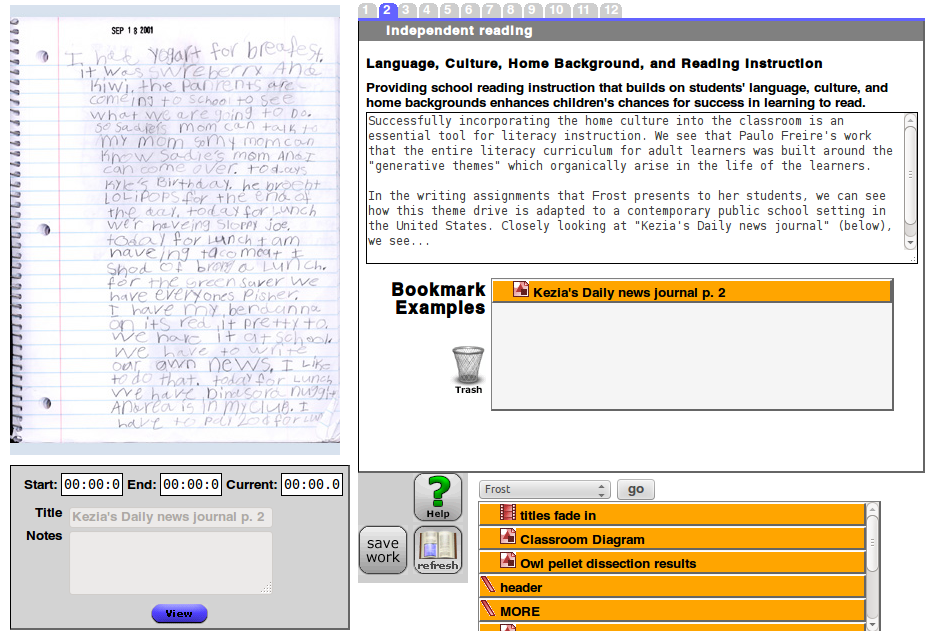 SEP 18 2001
I hat yogart for breafest.
it was swreberry And
Kiwi. the Parrents are
comeing to school to see
what we are going to do.
so Sadies mom can talk to
my mom so my mom can
know Sadie's mom And I
can come over. todays
Kyle's Birthday. he broght
LOLIPOPS for the end of
the day. today for Lunch
we'r haveing Sloppy Joe.
today for Lunch I am
haveing tacomeat I
Shod of brong a Lunch.
for the greensaver we
have everyones Pisher.
I have my bendanna
on its red it pretty to.
we have it at school.
we have to write
our own news. I Like
to do that. today for Lunch
we have Dinasora nuggit
Andrea is in my club. I
have to for
Start: 00:00:0 End: 00:00:0 Current: 00:00.0
Title Kezia's Daily news journal p. 2
Notes
View
1 2 3 4 5 6 7 8 9 10 11 12
Independent reading
Language, Culture, Home Background, and Reading Instruction
Providing school reading instruction that builds on students' language, culture, and
home backgrounds enhances children's chances for success in learning to read.
Successfully incorporating the home culture into the classroom is an
essential tool for literacy instruction. We see that Paulo Freire's work
that the entire literacy curriculum for adult learners was built around the
"generative themes" which organically arise in the life of the learners.
In the writing assignments that Frost presents to her students, we can see
how this theme drive is adapted to a contemporary public school setting in
the United States. Closely looking at "Kezia's Daily news journal" (below),
we see...
Bookmark
Examples
Kezia's Daily news journal p. 2
Trash
Help
save
work
refresh
Frost
go
titles fade in
Classroom Diagram
Owl pellet dissection results
header
MORE